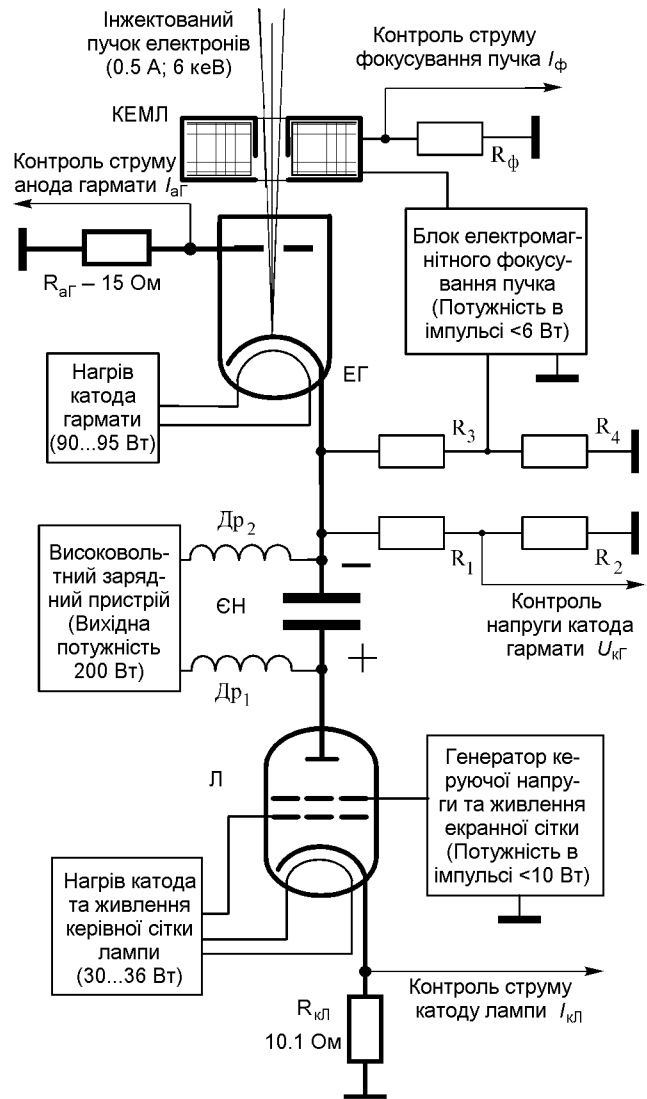 Інжектований
пучок електронів
(0.5 А; 6 кеВ)
Контроль струму
фокусування пучка Iф
КЕМЛ
Rф
Контроль струму
анода гармати IаГ
RаГ – 15 Ом
Блок електромаг-
нітного фокусу-
вання пучка
(Потужність в
імпульсі <6 Вт)
ЕГ
Нагрів
катода
гармати
(90...95 Вт)
R3
R4
Др2
R1
R2
Високоволь-
тний заряд-
ний пристрій
(Вихідна
потужність
200 Вт)
–
ЄН
+
Др1
Контроль
напруги катода
гармати UкГ
Л
Генератор ке-
руючої напру-
ги та живлення
екранної сітки
(Потужність в
імпульсі <10 Вт)
Нагрів катода
та живлення
керівної сітки
лампи
(30...36 Вт)
Контроль струму
катоду лампи IкЛ
RкЛ
10.1 Ом